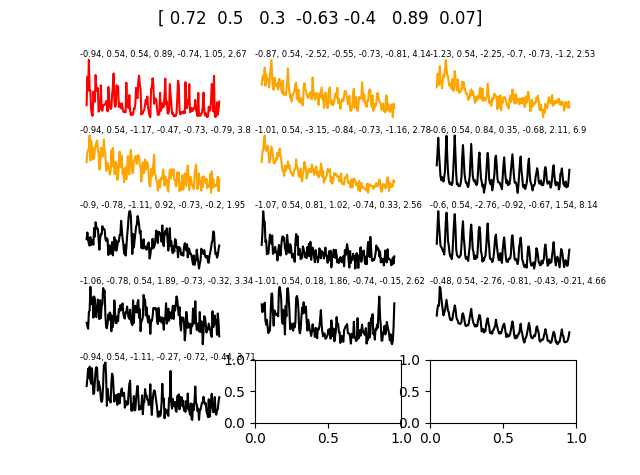 [ 0.72  0.5   0.3  -0.63 -0.4   0.89  0.07]
-0.94, 0.54, 0.54, 0.89, -0.74, 1.05, 2.67
-0.87, 0.54, -2.52, -0.55, -0.73, -0.81, 4.14
-1.23, 0.54, -2.25, -0.7, -0.73, -1.2, 2.53
-0.94, 0.54, -1.17, -0.47, -0.73, -0.79, 3.8
-1.01, 0.54, -3.15, -0.84, -0.73, -1.16, 2.78
-0.6, 0.54, 0.84, 0.35, -0.68, 2.11, 6.9
-0.9, -0.78, -1.11, 0.92, -0.73, -0.2, 1.95
-1.07, 0.54, 0.81, 1.02, -0.74, 0.33, 2.56
-0.6, 0.54, -2.76, -0.92, -0.67, 1.54, 8.14
-1.06, -0.78, 0.54, 1.89, -0.73, -0.32, 3.34
-1.01, 0.54, 0.18, 1.86, -0.74, -0.15, 2.62
-0.48, 0.54, -2.76, -0.81, -0.43, -0.21, 4.66
-0.94, 0.54, -1.11, -0.27, -0.72, -0.44, 3.71
1.0
0.5
0.0
0.0 0.5 1.0
1.0
0.5
0.0
0.0 0.5 1.0